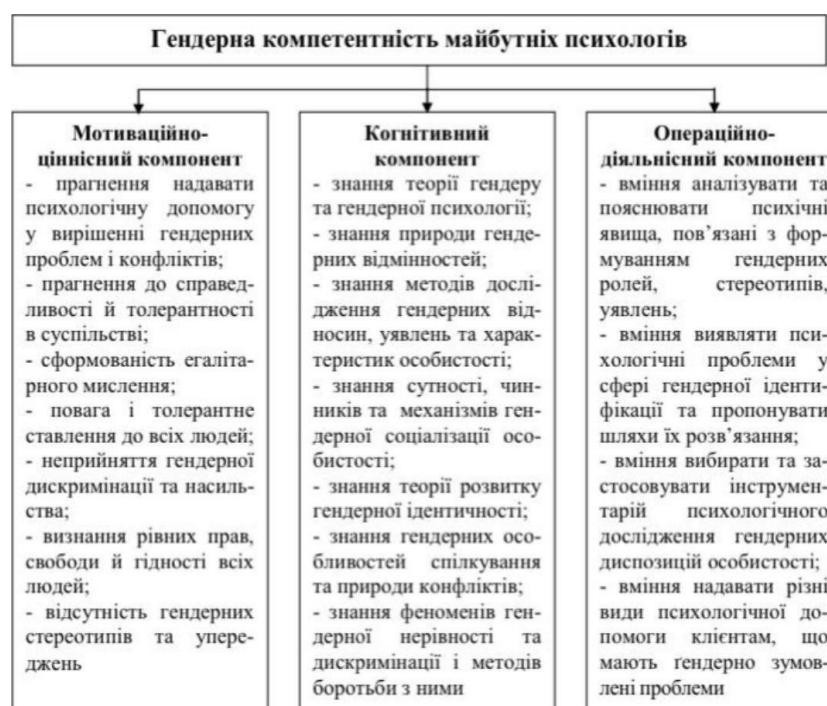 Гендерна компетентність майбутніх психологів
Мотиваційно-
ціннісний компонент
- прагнення надавати
психологічну допомогу
у вирішенні гендерних
проблем і конфліктів;
- прагнення до справед-
ливості й толерантності
в суспільстві;
- сформованість егаліта-
рного мислення;
- повага і толерантне
ставлення до всіх людей;
- неприйняття гендерної
дискримінації та насиль-
ства;
- визнання рівних прав,
свободи й гідності всіх
людей;
- відсутність гендерних
стереотипів та упере-
джень
Когнітивний
компонент
- знання теорії гендеру
та гендерної психології;
- знання природи генде-
рних відмінностей;
- знання методів дослі-
дження гендерних від-
носин, уявлень та харак-
теристик особистості;
- знання сутності, чин-
ників та механізмів ген-
дерної соціалізації осо-
бистості;
- знання теорії розвитку
гендерної ідентичності;
- знання гендерних осо-
бливостей спілкування
та природи конфліктів;
- знання феноменів ген-
дерної нерівності та
дискримінації і методів
боротьби з ними
Операційно-
діяльнісний компонент
- вміння аналізувати та
пояснювати психічні
явища, пов’язані з фор-
муванням гендерних
ролей, стереотипів,
уявлень;
- вміння виявляти пси-
хологічні проблеми у
сфері гендерної іденти-
фікації та пропонувати
шляхи їх розв’язання;
- вміння вибирати та за-
стосовувати інструмен-
тарій психологічного
дослідження гендерних
диспозицій особистості;
- вміння надавати різні
види психологічної до-
помоги клієнтам, що
мають ґендерно зумов-
лені проблеми